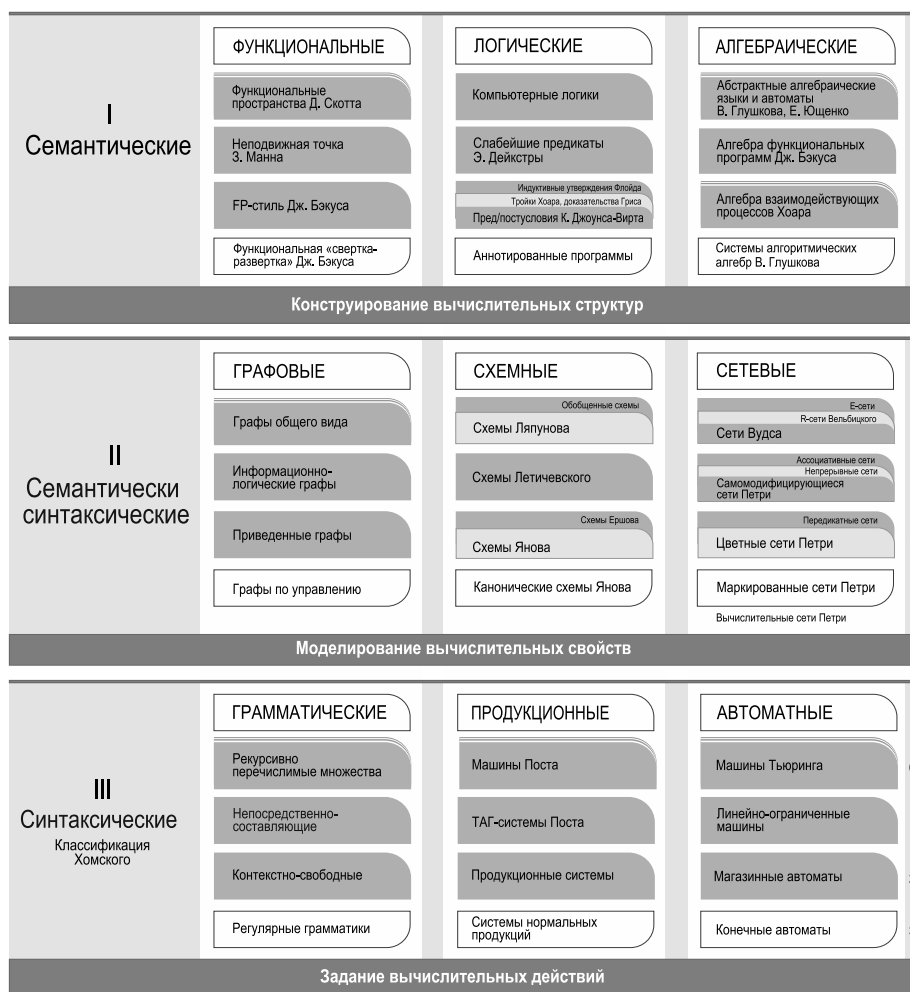 I
Семантические
ФУНКЦИОНАЛЬНЫЕ
Функциональные
пространства Д. Скотта
Неподвижная точка
З. Манна
FP-стиль Дж. Бэкуса
Функциональная «свертка-
развертка» Дж. Бэкуса
ЛОГИЧЕСКИЕ
Компьютерные логики
Слабейшие предикаты
Э. Дейкстры
Индуктивные утверждения Флойда
Тройки Хоара, доказательства Гриса
Пред/постусловия К. Джоунса-Вирта
Аннотированные программы
АЛГЕБРАИЧЕСКИЕ
Абстрактные алгебраические
языки и автоматы
В. Глушкова, Е. Ющенко
Алгебра функциональных
программ Дж. Бэкуса
Алгебра взаимодействующих
процессов Хоара
Системы алгоритмических
алгебр В. Глушкова
Конструирование вычислительных структур
II
Семантически
синтаксические
ГРАФОВЫЕ
Графы общего вида
Информационно-
логические графы
Приведенные графы
Графы по управлению
СХЕМНЫЕ
Обобщенные схемы
Схемы Ляпунова
Схемы Летичевского
Схемы Ершова
Схемы Янова
Канонические схемы Янова
СЕТЕВЫЕ
Е-сети
R-сети Вельбицкого
Сети Вудса
Ассоциативные сети
Непрерывные сети
Самомодифицирующиеся
сети Петри
Передикатные сети
Цветные сети Петри
Маркированные сети Петри
Вычислительные сети Петри
Моделирование вычислительных свойств
III
Синтаксические
Классификация
Хомского
ГРАММАТИЧЕСКИЕ
Рекурсивно
перечислимые множества
Непосредственно-
составляющие
Контекстно-свободные
Регулярные грамматики
ПРОДУКЦИОННЫЕ
Машины Поста
ТАГ-системы Поста
Продукционные системы
Системы нормальных
продукций
АВТОМАТНЫЕ
Машины Тьюринга
Линейно-ограниченные
машины
Магазинные автоматы
Конечные автоматы
Задание вычислительных действий